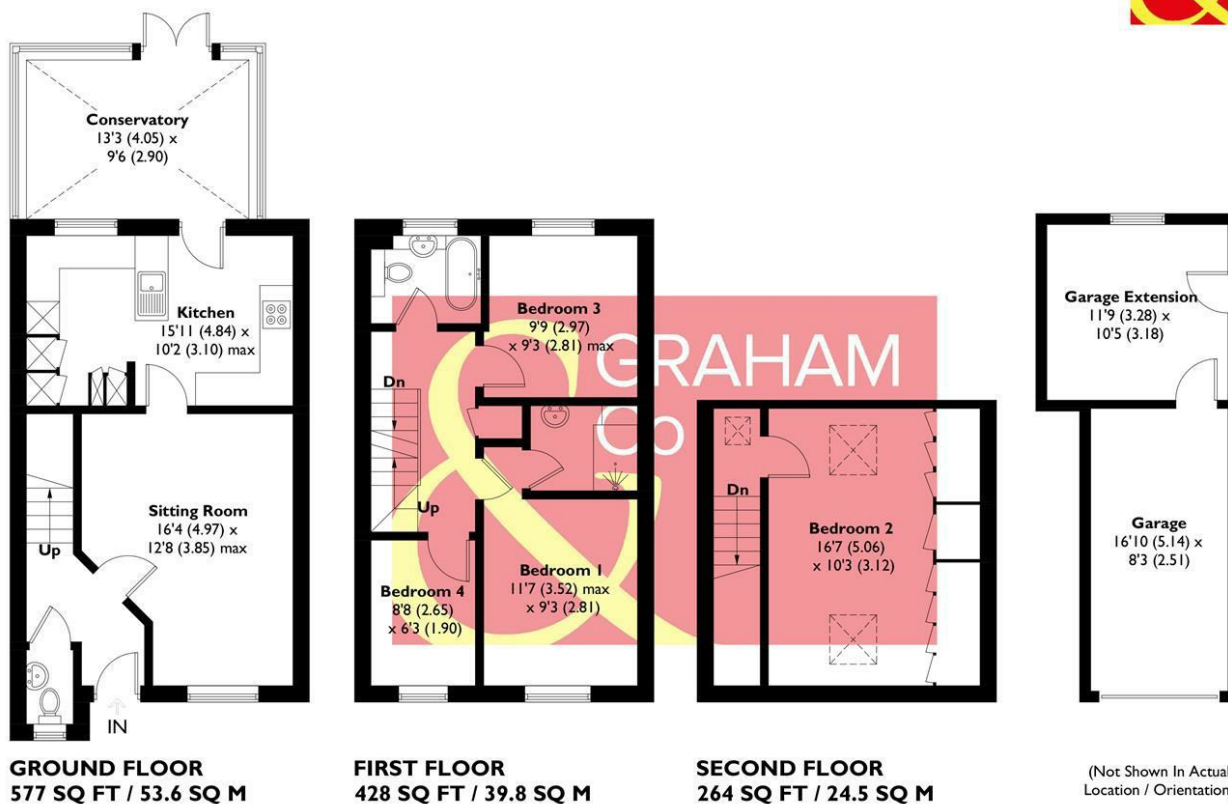 Conservatory
13'3 (4.05) x
9'6 (2.90)
Kitchen
15'11 (4.84) x
10'2 (3.10) max
Sitting Room
16'4 (4.97) x
12'8 (3.85) max
Up
IN
GROUND FLOOR
577 SQ FT / 53.6 SQ M
Bedroom 3
9'9 (2.97)
x 9'3 (2.81) max
Dn
Up
Bedroom 4
8'8 (2.65)
x 6'3 (1.90)
Bedroom 1
11'7 (3.52) max
x 9'3 (2.81)
FIRST FLOOR
428 SQ FT / 39.8 SQ M
&
GRAHAM
Co
Dn
Bedroom 2
16'7 (5.06)
x 10'3 (3.12)
SECOND FLOOR
264 SQ FT / 24.5 SQ M
Garage Extension
11'9 (3.28) x
10'5 (3.18)
Garage
16'10 (5.14) x
8'3 (2.51)
(Not Shown In Actual
Location / Orientation